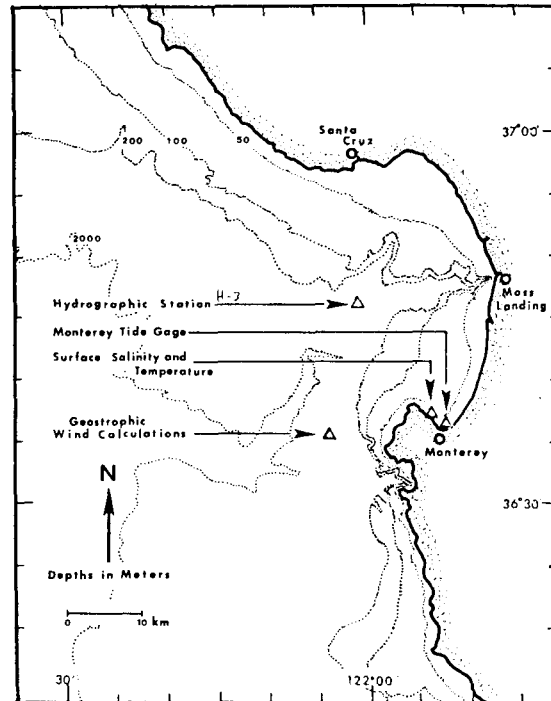 Santa
Cruz
37°00'
200
100
50
2000
Hydrographic Station H-3
Moss
Landing
Monterey Tide Gage
Surface Salinity and
Temperature
Geostrophic
Wind Calculations
Monterey
N
36°30
Depths in Meters
0 10 km
30'
122°00